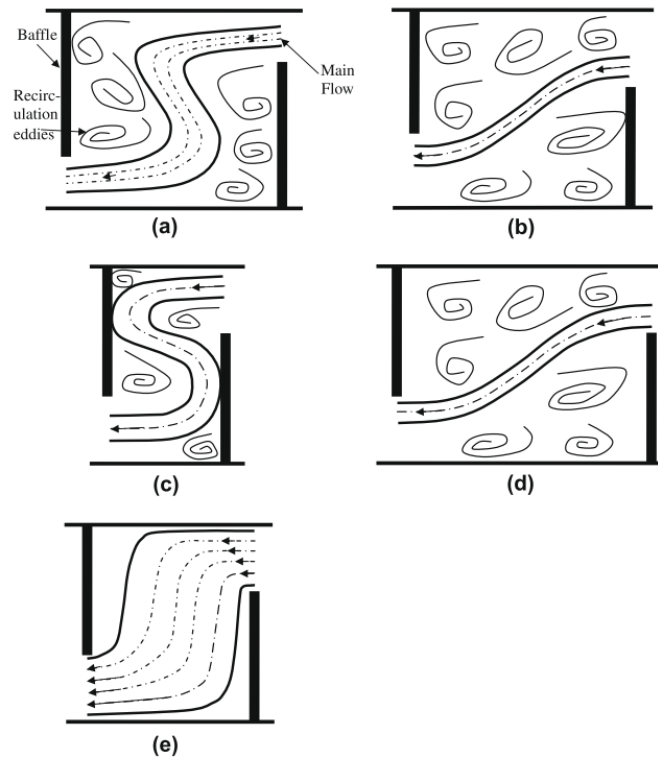 Baffle
Recirc-
ulation
eddies
Main
Flow
(a)
(b)
(c)
(d)
(e)